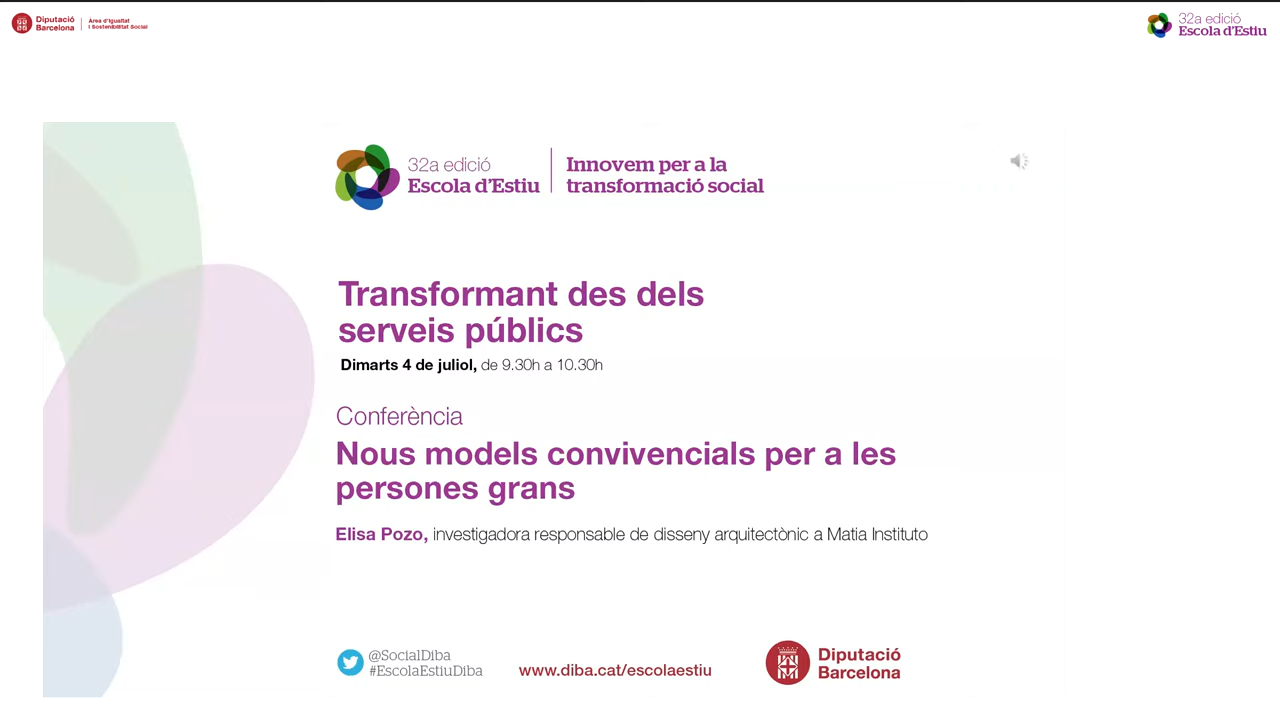 Diputació
Barcelona
Àrea d'Igualtat
i Sostenibilitat Social
32a edició
Escola d'Estiu
32a edició
Escola d'Estiu
Innovem per a la
transformació social
Transformant des dels
serveis públics
Dimarts 4 de juliol, de 9.30h a 10.30h
Conferència
Nous models convivencials per a les
persones grans
Elisa Pozo, investigadora responsable de disseny arquitectònic a Matia Instituto
@SocialDiba
#EscolaEstiuDiba
www.diba.cat/escolaestiu
Diputació
Barcelona